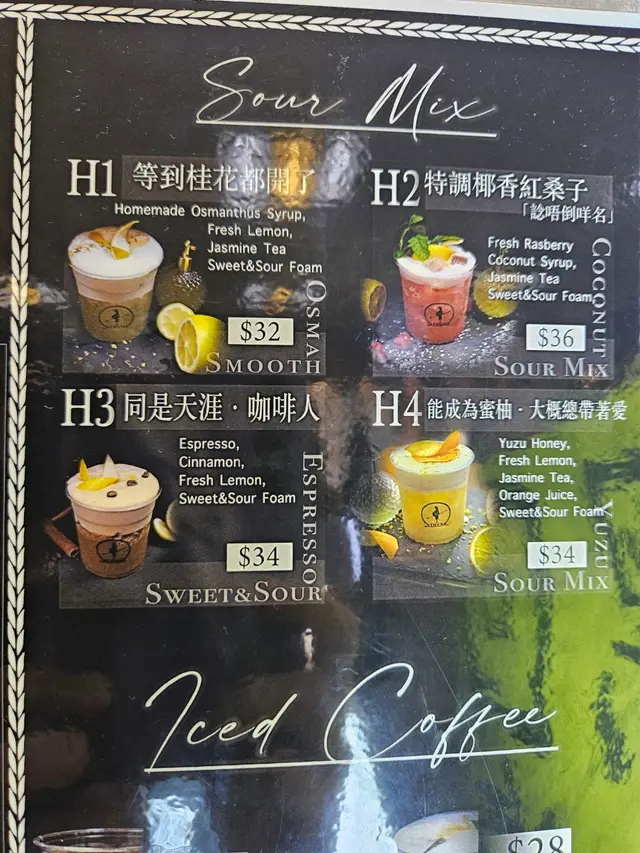 Sour Mix
H1 等到桂花都開了
Homemade Osmanthus Syrup,
Fresh Lemon,
Jasmine Tea
Sweet&Sour Foam
$32
OSMA
SMOOTH
H2 特調椰香紅桑子
「諗唔倒咩名」
Fresh Rasberry
Coconut Syrup,
Jasmine Tea
Sweet&Sour Foam
$36
COCONUT
SOUR MIX
H3 同是天涯·咖啡人
Espresso,
Cinnamon,
Fresh Lemon,
Sweet&Sour Foam
$34
ESPRESSO
SWEET&SOUR
H4 能成為蜜柚·大概總帶著愛
Yuzu Honey,
Fresh Lemon,
Jasmine Tea,
Orange Juice,
Sweet&Sour Foam
$34
YUZU
SOUR MIX
Iced Coffee
$28